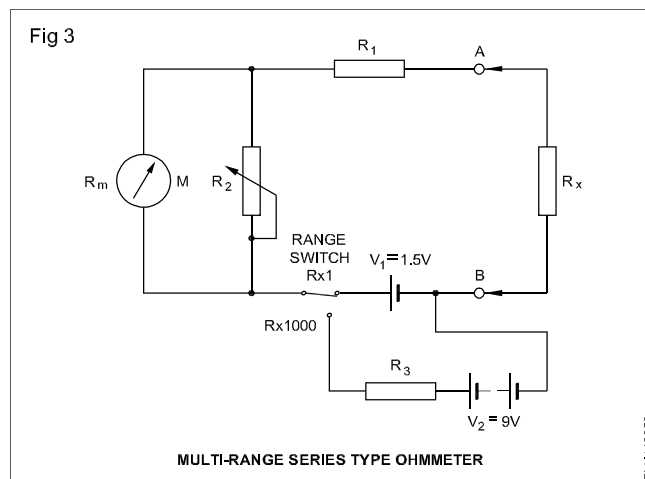 Fig 3
R1
A
Rm
M
R2
Rx
RANGE
SWITCH
Rx1
V1 = 1.5V
B
Rx1000
R3
V2 = 9V
MULTI-RANGE SERIES TYPE OHMMETER